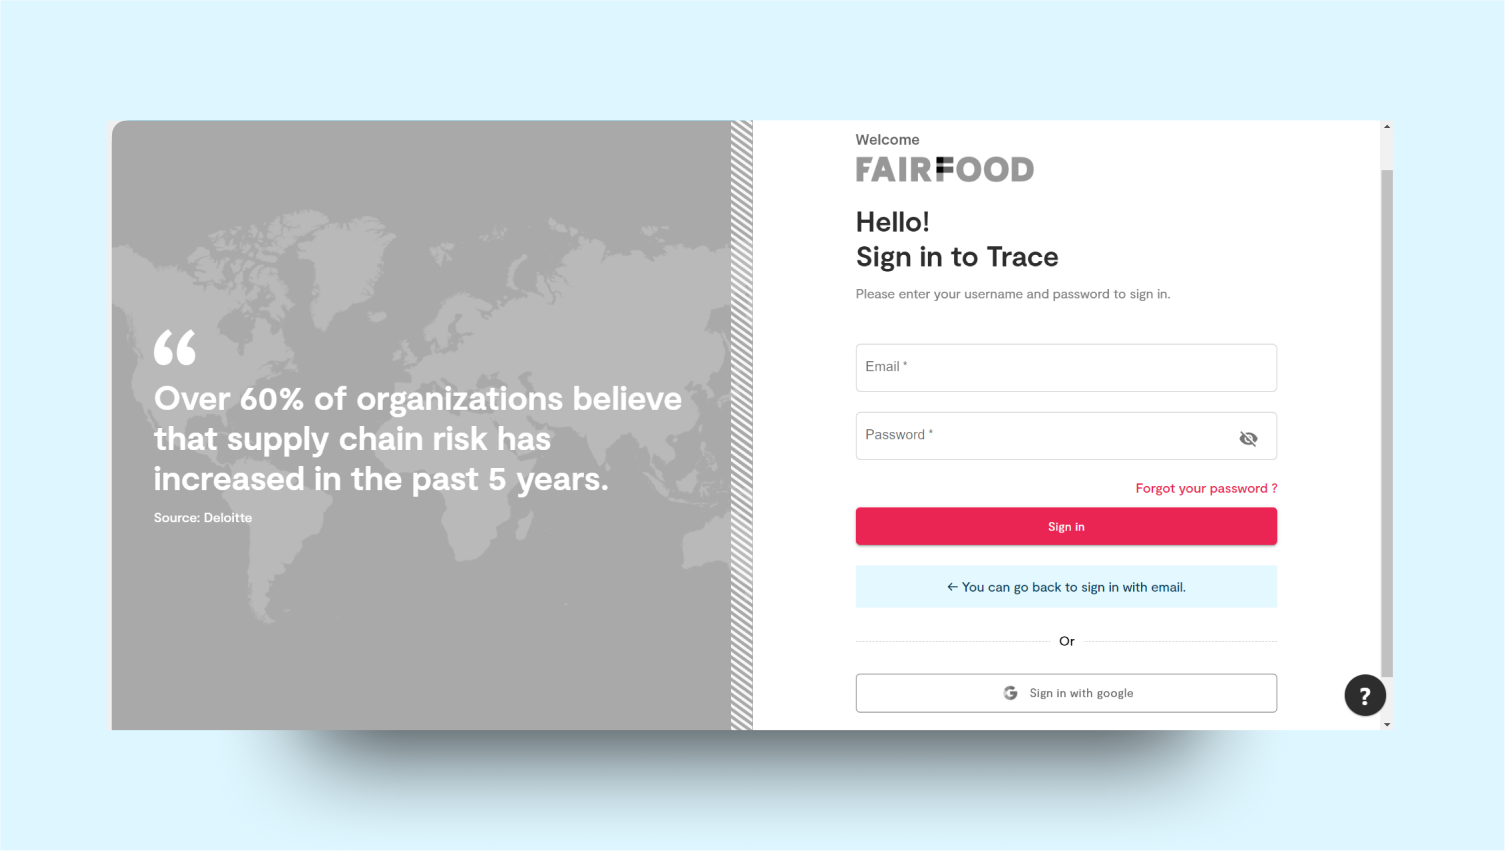 “
Over 60% of organizations believe
that supply chain risk has
increased in the past 5 years.
Source: Deloitte
Welcome
FAIRFOOD
Hello!
Sign in to Trace
Please enter your username and password to sign in.
Email *
Password *
Forgot your password ?
Sign in
← You can go back to sign in with email.
Or
G Sign in with google
?